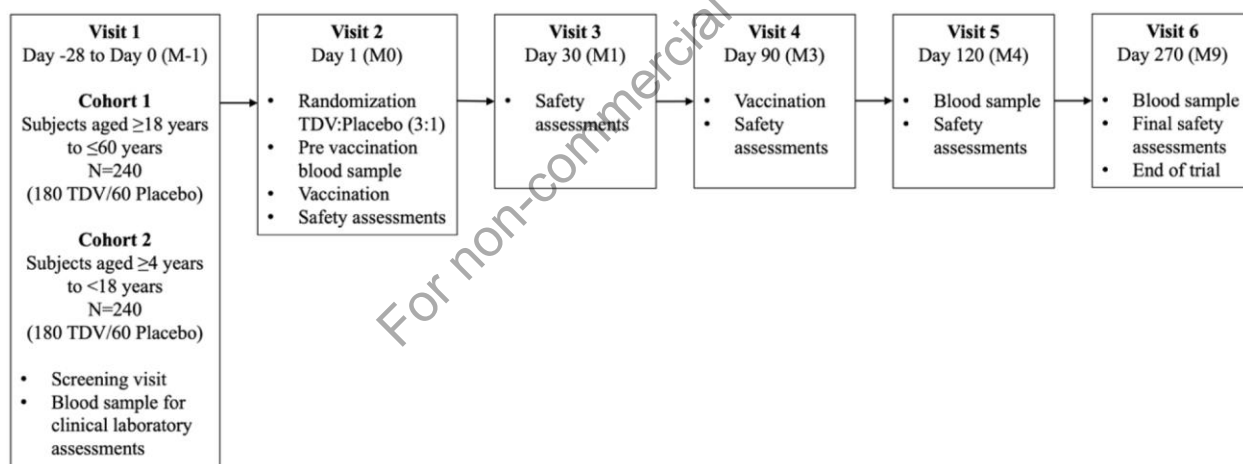 Visit 1
Day -28 to Day 0 (M-1)
Cohort 1
Subjects aged ≥18 years
to ≤60 years
N=240
(180 TDV/60 Placebo)
Cohort 2
Subjects aged ≥4 years
to <18 years
N=240
(180 TDV/60 Placebo)
• Screening visit
• Blood sample for
clinical laboratory
assessments
Visit 2
Day 1 (M0)
• Randomization
TDV:Placebo (3:1)
• Pre vaccination
blood sample
• Vaccination
• Safety assessments
Visit 3
Day 30 (M1)
• Safety
assessments
Visit 4
Day 90 (M3)
• Vaccination
• Safety
assessments
Visit 5
Day 120 (M4)
• Blood sample
• Safety
assessments
Visit 6
Day 270 (M9)
• Blood sample
• Final safety
assessments
• End of trial
For non-commercial